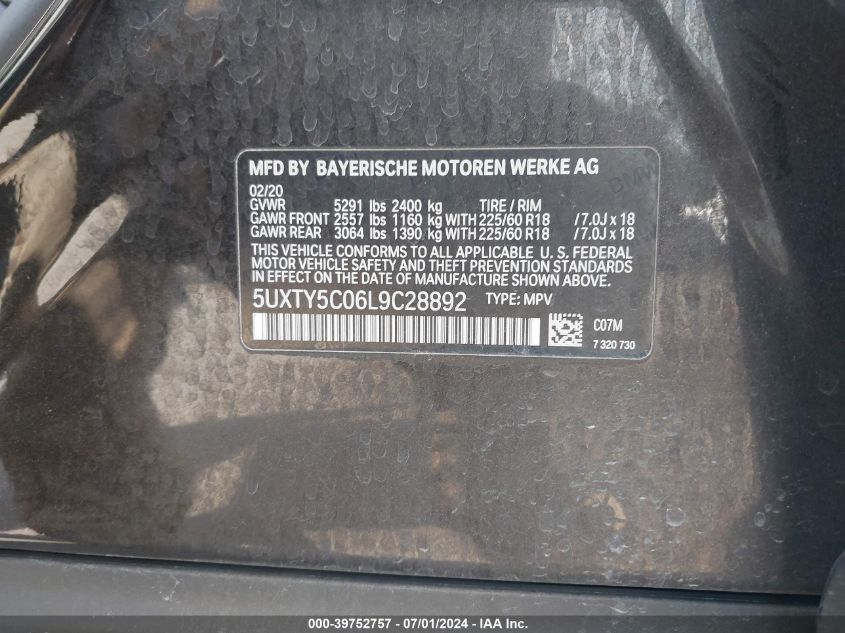 MFD BY BAYERISCHE MOTOREN WERKE AG
02/20
GVWR 5291 lbs 2400 kg TIRE / RIM
GAWR FRONT 2557 lbs 1160 kg WITH 225/60 R18 / 7.0J x 18
GAWR REAR 3064 lbs 1390 kg WITH 225/60 R18 / 7.0J x 18
THIS VEHICLE CONFORMS TO ALL APPLICABLE U. S. FEDERAL
MOTOR VEHICLE SAFETY AND THEFT PREVENTION STANDARDS
IN EFFECT ON THE DATE OF MANUFACTURE SHOWN ABOVE.
5UXTY5C06L9C28892 TYPE: MPV
C07M
7 320 730
BMW
000-39752757 / 07/01/2024 - IAA Inc.